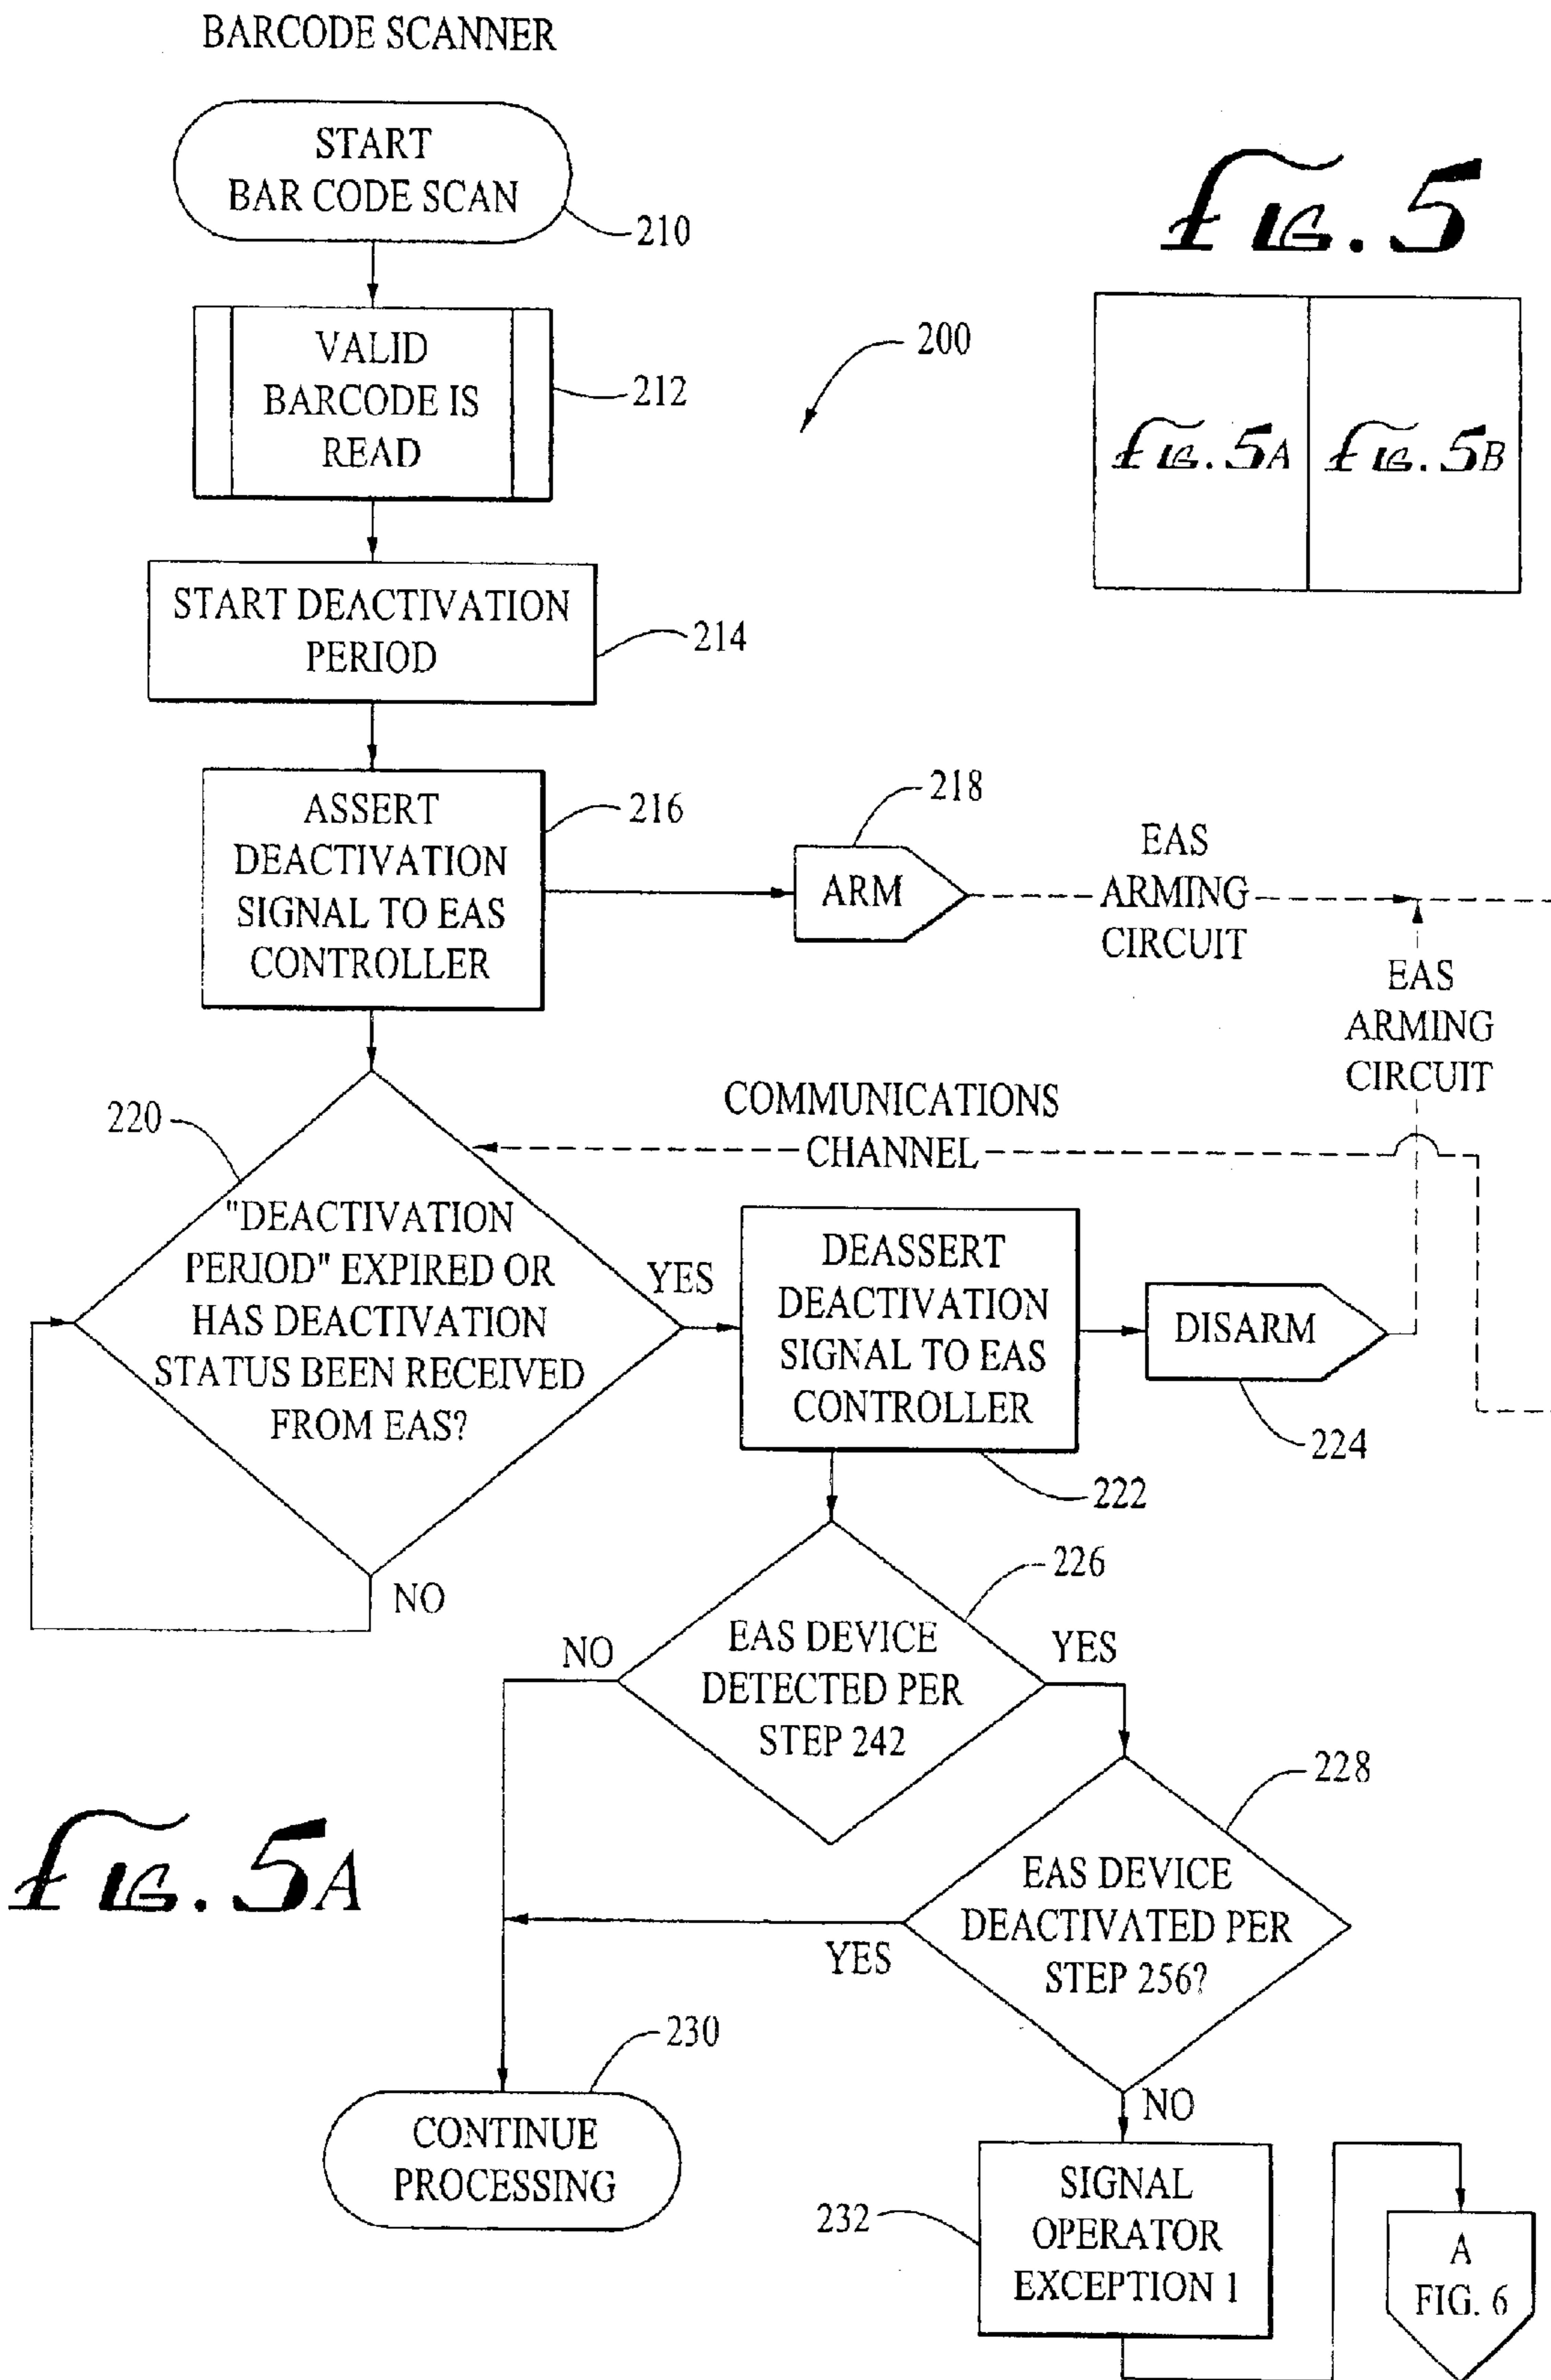 BARCODE SCANNER
START
BAR CODE SCAN
210
FIG. 5
VALID
BARCODE IS
READ
212
200
FIG. 5A
FIG. 5B
START DEACTIVATION
PERIOD
214
ASSERT
DEACTIVATION
SIGNAL TO EAS
CONTROLLER
216
218
ARM
EAS
ARMING
CIRCUIT
EAS
ARMING
CIRCUIT
COMMUNICATIONS
CHANNEL
220
"DEACTIVATION
PERIOD" EXPIRED OR
HAS DEACTIVATION
STATUS BEEN RECEIVED
FROM EAS?
YES
NO
DEASSERT
DEACTIVATION
SIGNAL TO EAS
CONTROLLER
222
DISARM
224
226
EAS DEVICE
DETECTED PER
STEP 242
NO
YES
228
EAS DEVICE
DEACTIVATED PER
STEP 256?
YES
NO
FIG. 5A
230
CONTINUE
PROCESSING
232
SIGNAL
OPERATOR
EXCEPTION 1
A
FIG. 6